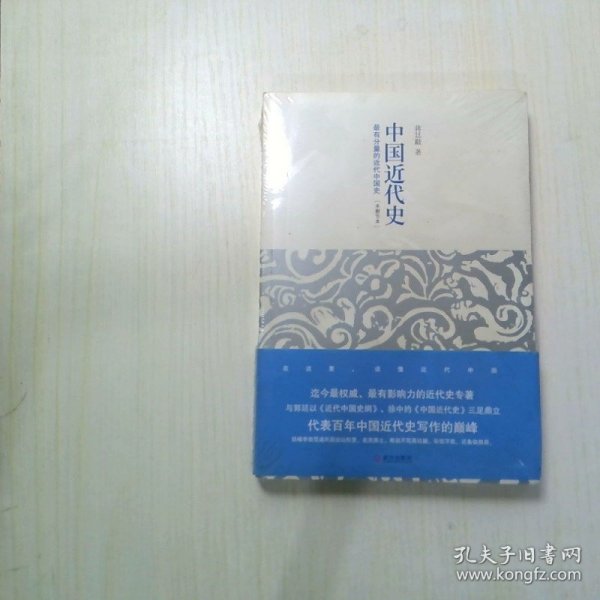 蒋廷黻 著
中国近代史
最有分量的近代中国史
迄今最权威、最有影响力的近代史专著
与郭廷以《近代中国史纲》、徐中约《中国近代史》三足鼎立
代表百年中国近代史写作的巅峰
孔夫子旧书网
www.kongfz.com